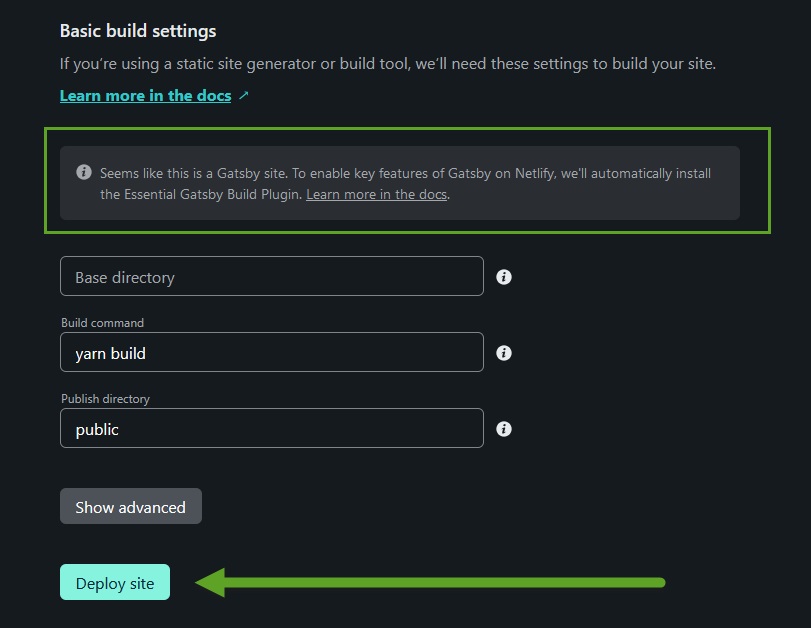 Basic build settings
If you’re using a static site generator or build tool, we’ll need these settings to build your site.
Learn more in the docs ↗
Seems like this is a Gatsby site. To enable key features of Gatsby on Netlify, we'll automatically install
the Essential Gatsby Build Plugin. Learn more in the docs.
Base directory
Build command
yarn build
Publish directory
public
Show advanced
Deploy site